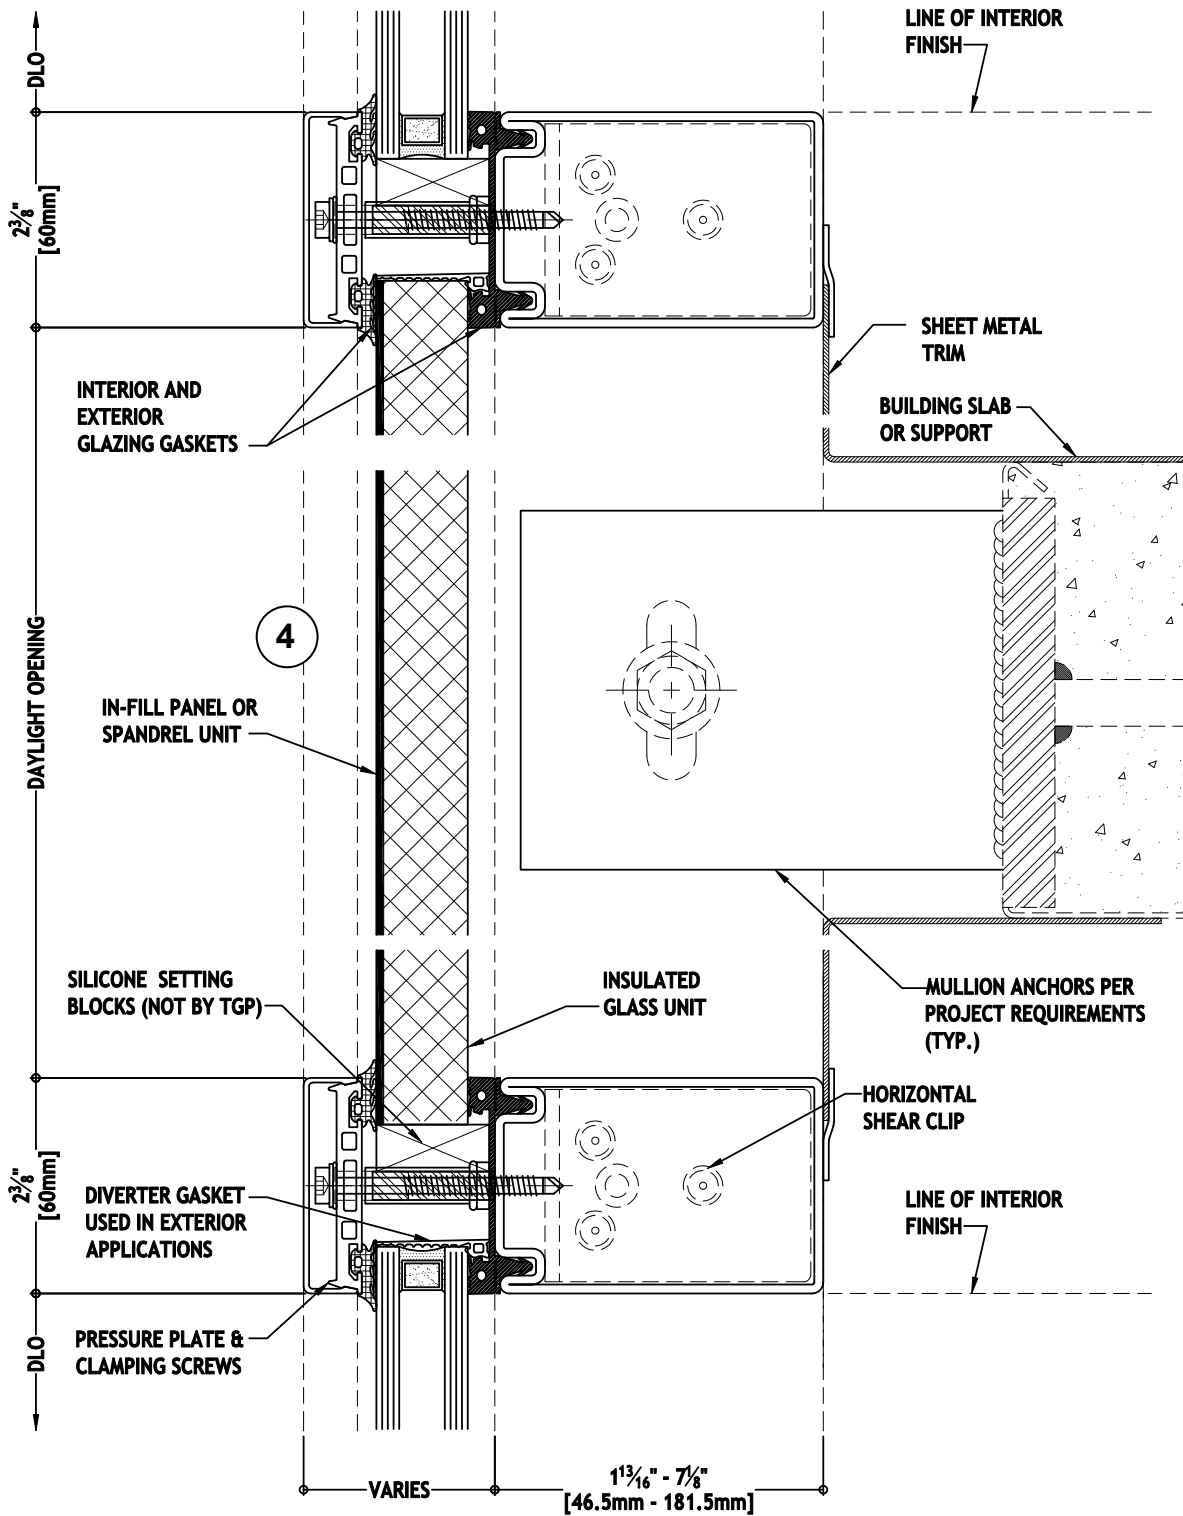 LINE OF INTERIOR
FINISH
DLO
2 3/8"
[60mm]
SHEET METAL
TRIM
INTERIOR AND
EXTERIOR
GLAZING GASKETS
BUILDING SLAB
OR SUPPORT
4
DAYLIGHT OPENING
IN-FILL PANEL OR
SPANDREL UNIT
SILICONE SETTING
BLOCKS (NOT BY TGP)
INSULATED
GLASS UNIT
MULLION ANCHORS PER
PROJECT REQUIREMENTS
(TYP.)
HORIZONTAL
SHEAR CLIP
2 3/8"
[60mm]
DIVERTER GASKET
USED IN EXTERIOR
APPLICATIONS
LINE OF INTERIOR
FINISH
DLO
PRESSURE PLATE &
CLAMPING SCREWS
VARIES
1 13/16" - 7 1/8"
[46.5mm - 181.5mm]